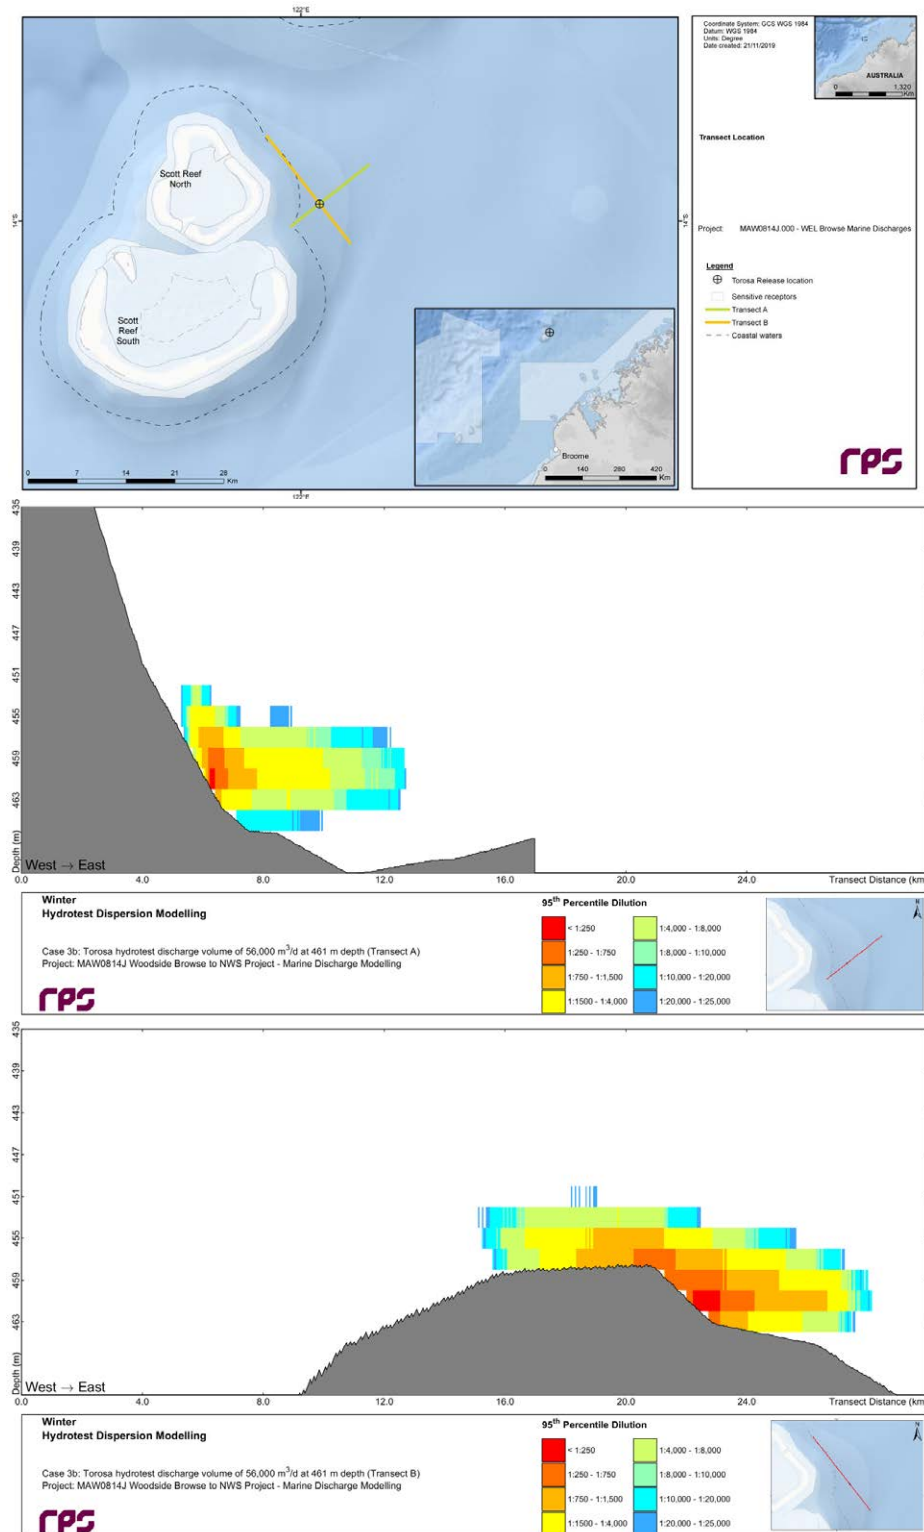 122°E
Scott Reef
North
Scott
Reef
South
14°S
14°S
0 7 14 21 28
Km
122°E
Broome
0 140 280 420
Km
Coordinate System: GCS WGS 1984
Datum: WGS 1984
Units: Degree
Date created: 21/11/2019
AUSTRALIA
0 1,320
Km
Transect Location
Project: MAW0814J.000 - WEL Browse Marine Discharges
Legend
Torosa Release location
Sensitive receptors
Transect A
Transect B
Coastal waters
rps
435
439
443
447
451
455
459
463
Depth (m)
West → East
0.0 4.0 8.0 12.0 16.0 20.0 24.0 Transect Distance (km
Winter
Hydrotest Dispersion Modelling
Case 3b: Torosa hydrotest discharge volume of 56,000 m³/d at 461 m depth (Transect A)
Project: MAW0814J Woodside Browse to NWS Project - Marine Discharge Modelling
rps
95th Percentile Dilution
< 1:250 1:4,000 - 1:8,000
1:250 - 1:750 1:8,000 - 1:10,000
1:750 - 1:1,500 1:10,000 - 1:20,000
1:1500 - 1:4,000 1:20,000 - 1:25,000
N
435
439
443
447
451
455
459
463
Depth (m)
West → East
0.0 4.0 8.0 12.0 16.0 20.0 24.0 Transect Distance (km
Winter
Hydrotest Dispersion Modelling
Case 3b: Torosa hydrotest discharge volume of 56,000 m³/d at 461 m depth (Transect B)
Project: MAW0814J Woodside Browse to NWS Project - Marine Discharge Modelling
rps
95th Percentile Dilution
< 1:250 1:4,000 - 1:8,000
1:250 - 1:750 1:8,000 - 1:10,000
1:750 - 1:1,500 1:10,000 - 1:20,000
1:1500 - 1:4,000 1:20,000 - 1:25,000
N